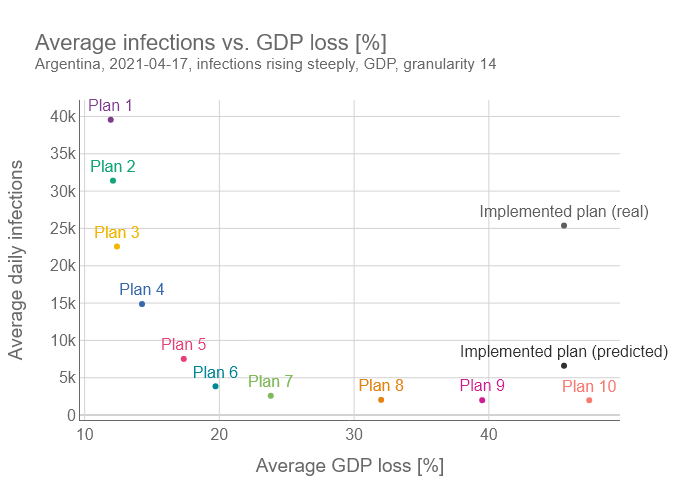 Average infections vs. GDP loss [%]
Argentina, 2021-04-17, infections rising steeply, GDP, granularity 14
Average daily infections
40k
35k
30k
25k
20k
15k
10k
5k
0
Plan 1
Plan 2
Plan 3
Implemented plan (real)
Plan 4
Plan 5
Implemented plan (predicted)
Plan 6
Plan 7
Plan 8
Plan 9
Plan 10
10
20
30
40
Average GDP loss [%]